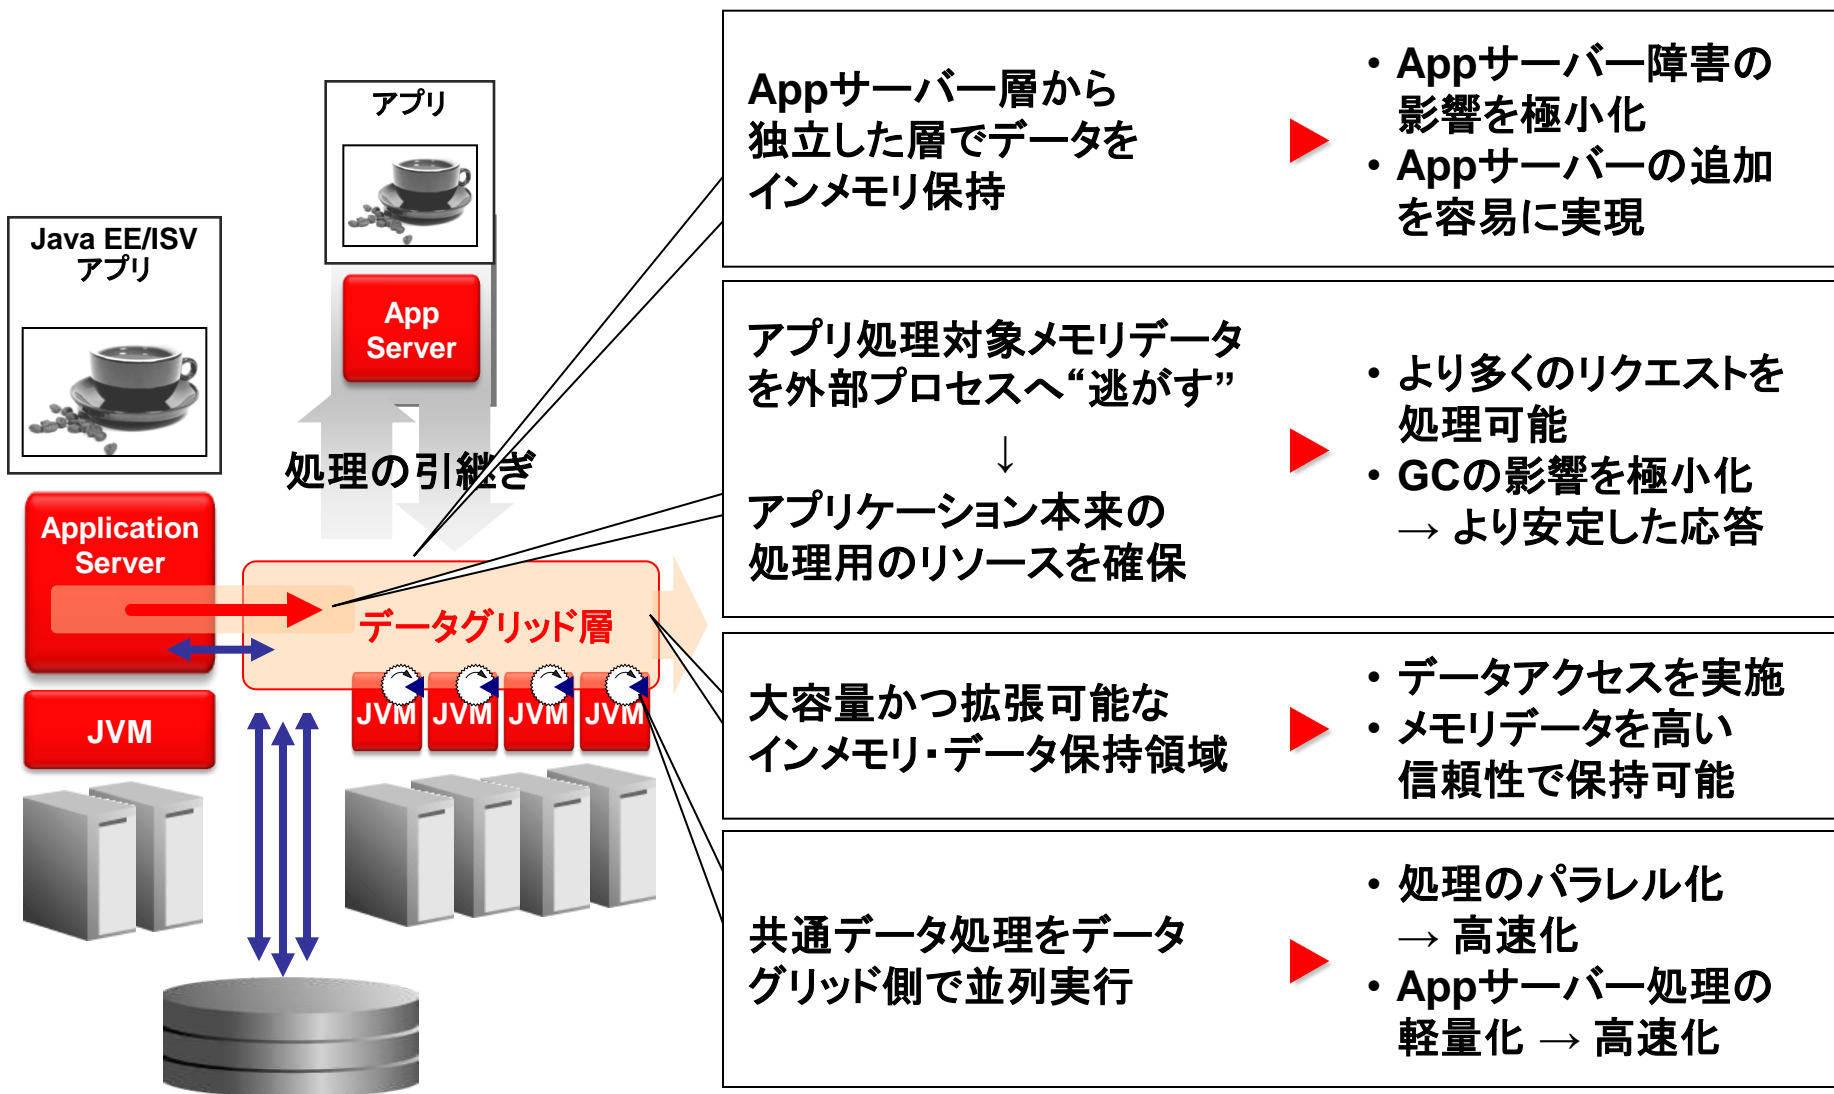 アプリ
Java EE/ISV
アプリ
App
Server
処理の引継ぎ
Application
Server
データグリッド層
JVM
JVM
JVM
JVM
JVM
Appサーバー層から
独立した層でデータを
インメモリ保持
・Appサーバー障害の
影響を極小化
・Appサーバーの追加
を容易に実現
アプリ処理対象メモリデータ
を外部プロセスへ“逃がす”
↓
アプリケーション本来の
処理用のリソースを確保
・より多くのリクエストを
処理可能
・GCの影響を極小化
→ より安定した応答
大容量かつ拡張可能な
インメモリ・データ保持領域
・データアクセスを実施
・メモリデータを高い
信頼性で保持可能
共通データ処理をデータ
グリッド側で並列実行
・処理のパラレル化
→ 高速化
・Appサーバー処理の
軽量化 → 高速化